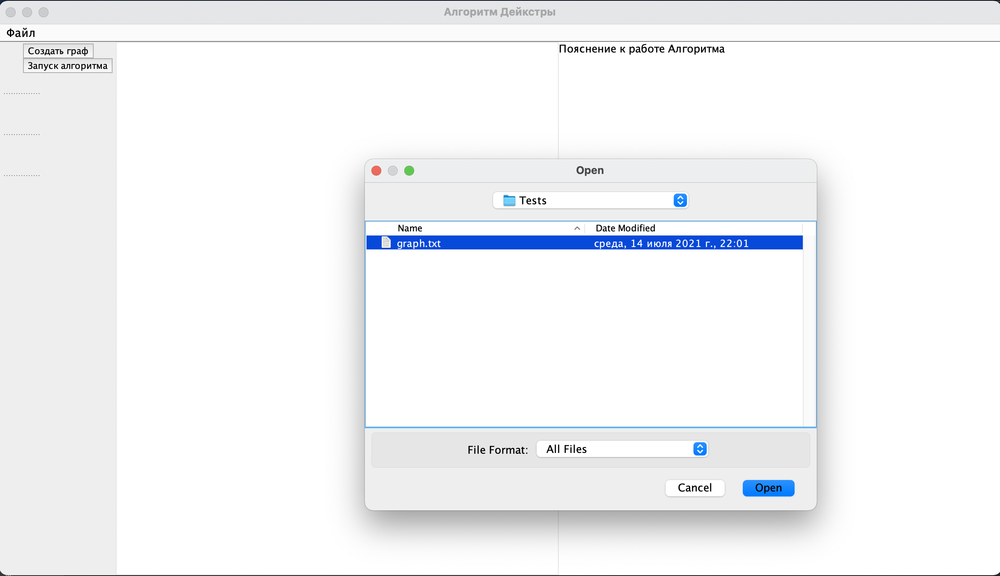 Алгоритм Дейкстры
Файл
Создать граф
Запуск алгоритма
Пояснение к работе Алгоритма
Open
Tests
Name Date Modified
graph.txt среда, 14 июля 2021 г., 22:01
File Format: All Files
Cancel Open